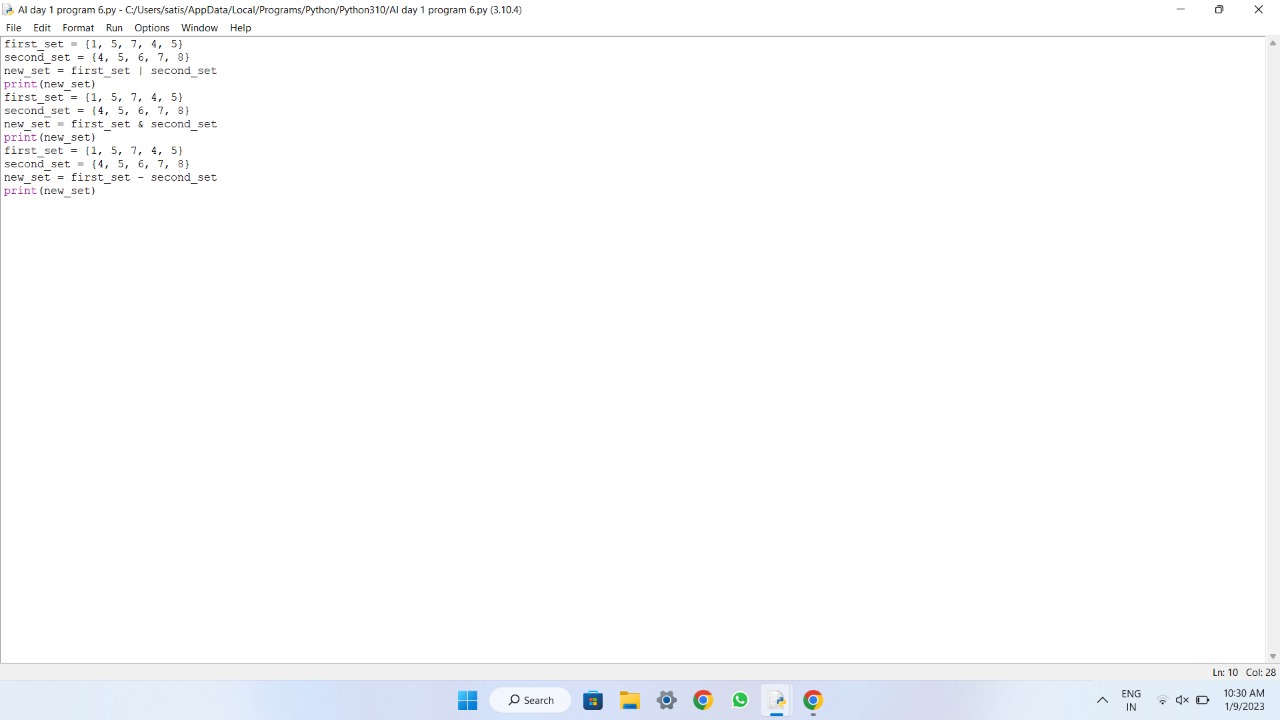 AI day 1 program 6.py - C:/Users/satis/AppData/Local/Programs/Python/Python310/AI day 1 program 6.py (3.10.4)
File Edit Format Run Options Window Help
first_set = {1, 5, 7, 4, 5}
second_set = {4, 5, 6, 7, 8}
new_set = first_set | second_set
print(new_set)
first_set = {1, 5, 7, 4, 5}
second_set = {4, 5, 6, 7, 8}
new_set = first_set & second_set
print(new_set)
first_set = {1, 5, 7, 4, 5}
second_set = {4, 5, 6, 7, 8}
new_set = first_set - second_set
print(new_set)
Ln: 10 Col: 28
Search
ENG
IN
10:30 AM
1/9/2023